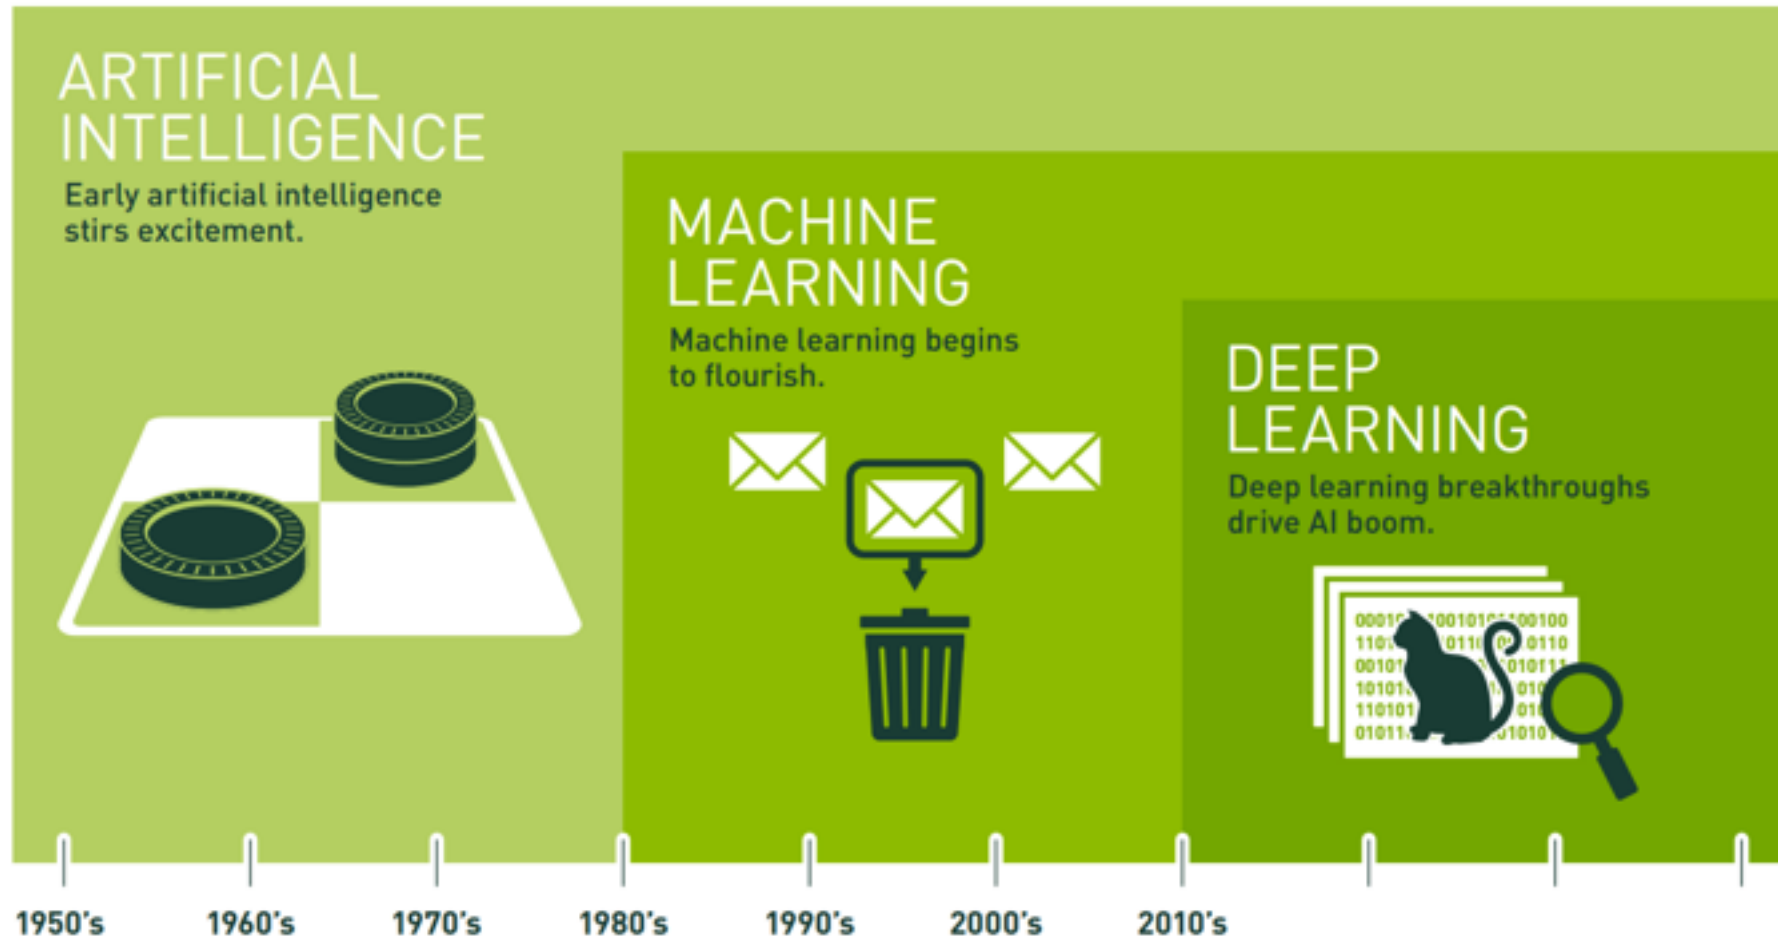 ARTIFICIAL
INTELLIGENCE
Early artificial intelligence
stirs excitement.
MACHINE
LEARNING
Machine learning begins
to flourish.
DEEP
LEARNING
Deep learning breakthroughs
drive AI boom.
1950's 1960's 1970's 1980's 1990's 2000's 2010's